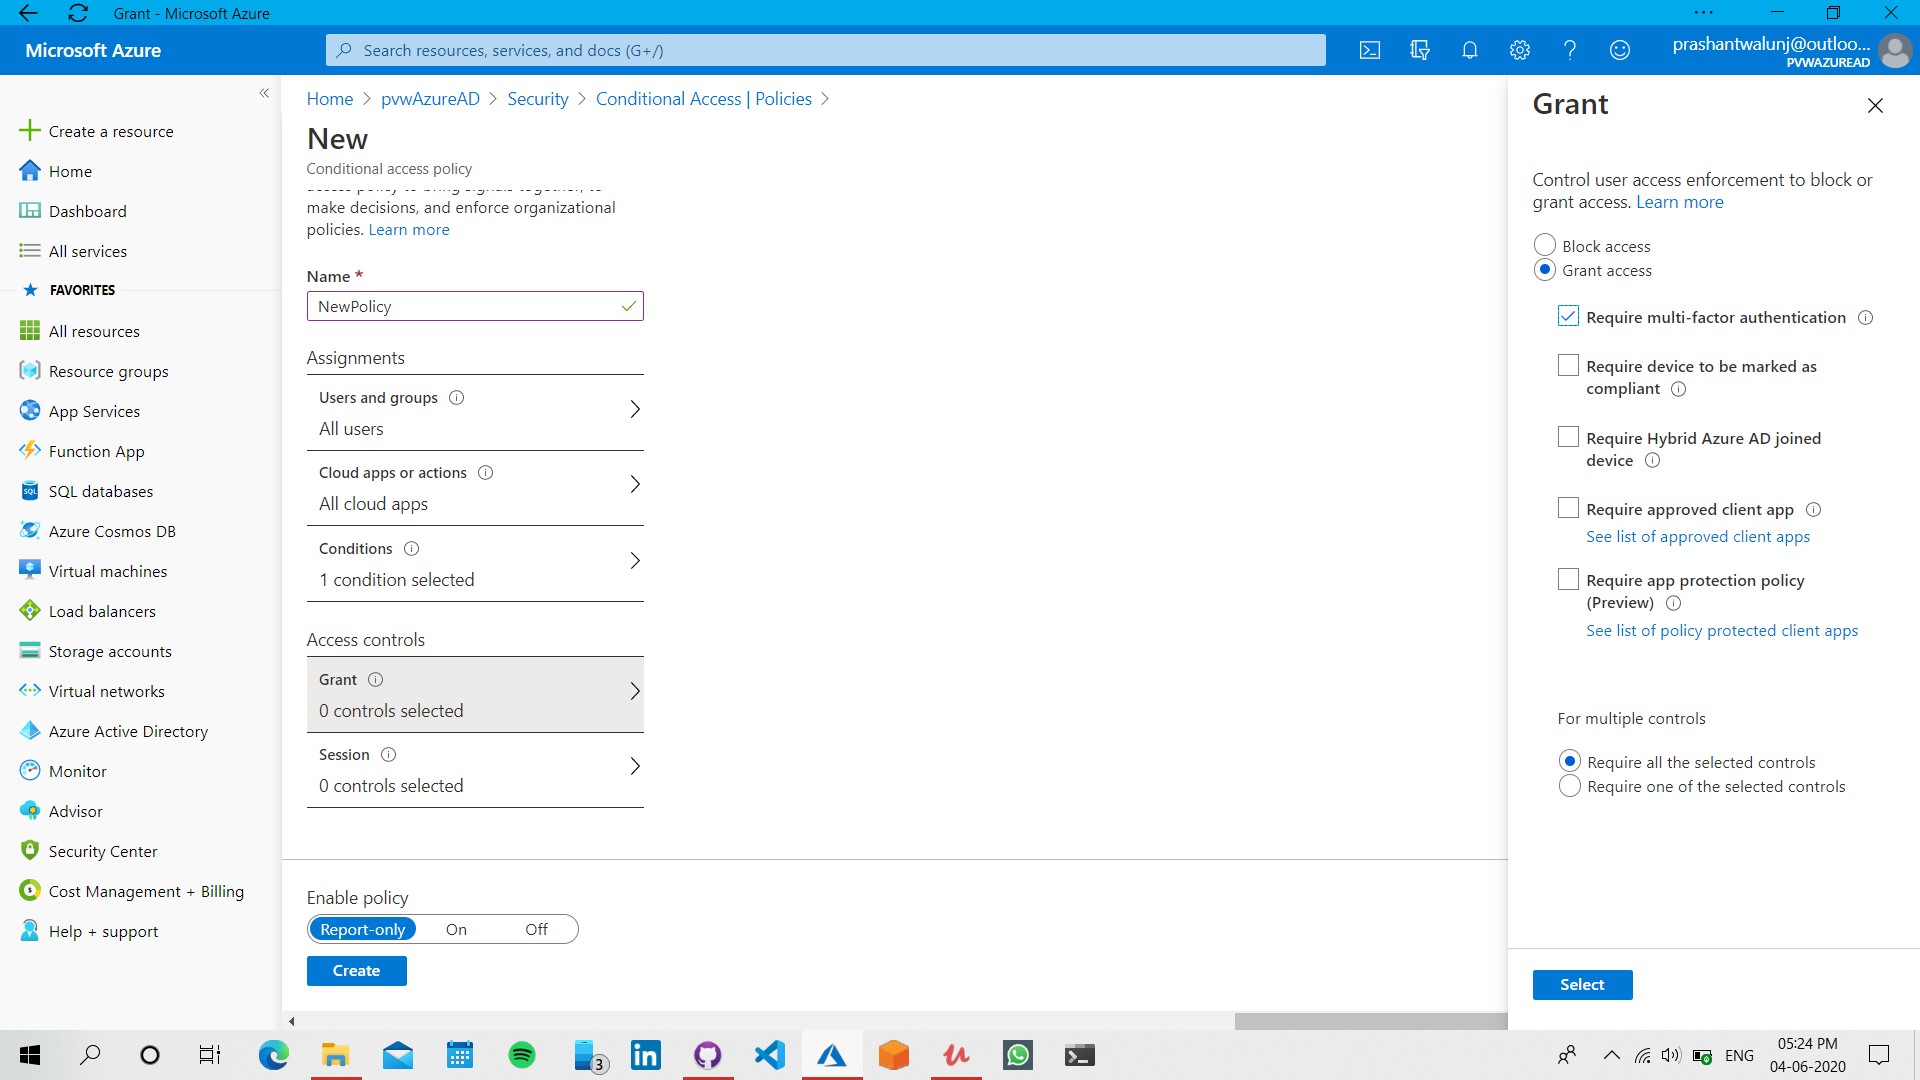 Grant - Microsoft Azure
Microsoft Azure
Search resources, services, and docs (G+/)
prashantwalunj@outloo...
PVWAZUREAD
Create a resource
Home
Dashboard
All services
FAVORITES
All resources
Resource groups
App Services
Function App
SQL databases
Azure Cosmos DB
Virtual machines
Load balancers
Storage accounts
Virtual networks
Azure Active Directory
Monitor
Advisor
Security Center
Cost Management + Billing
Help + support
Home > pvwAzureAD > Security > Conditional Access | Policies >
New
Conditional access policy
access policy to bring signals together, to
make decisions, and enforce organizational
policies. Learn more
Name *
NewPolicy
Assignments
Users and groups
All users
Cloud apps or actions
All cloud apps
Conditions
1 condition selected
Access controls
Grant
0 controls selected
Session
0 controls selected
Enable policy
Report-only On Off
Create
Grant
Control user access enforcement to block or
grant access. Learn more
Block access
Grant access
Require multi-factor authentication
Require device to be marked as
compliant
Require Hybrid Azure AD joined
device
Require approved client app
See list of approved client apps
Require app protection policy
(Preview)
See list of policy protected client apps
For multiple controls
Require all the selected controls
Require one of the selected controls
Select
3
ENG
05:24 PM
04-06-2020